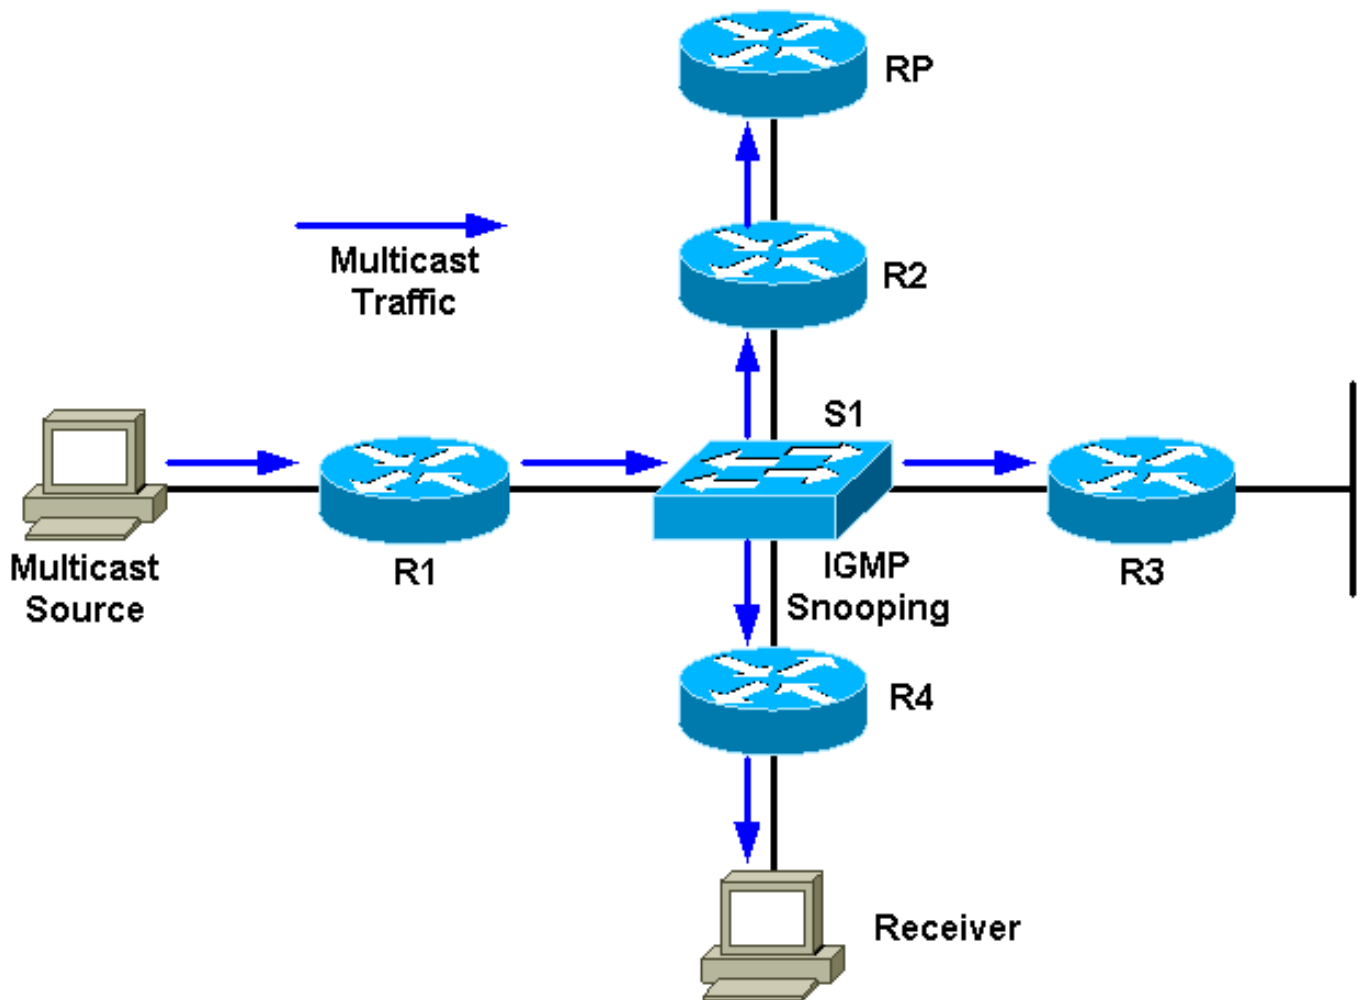 RP
Multicast
Traffic
R2
S1
Multicast
Source
R1
IGMP
Snooping
R3
R4
Receiver